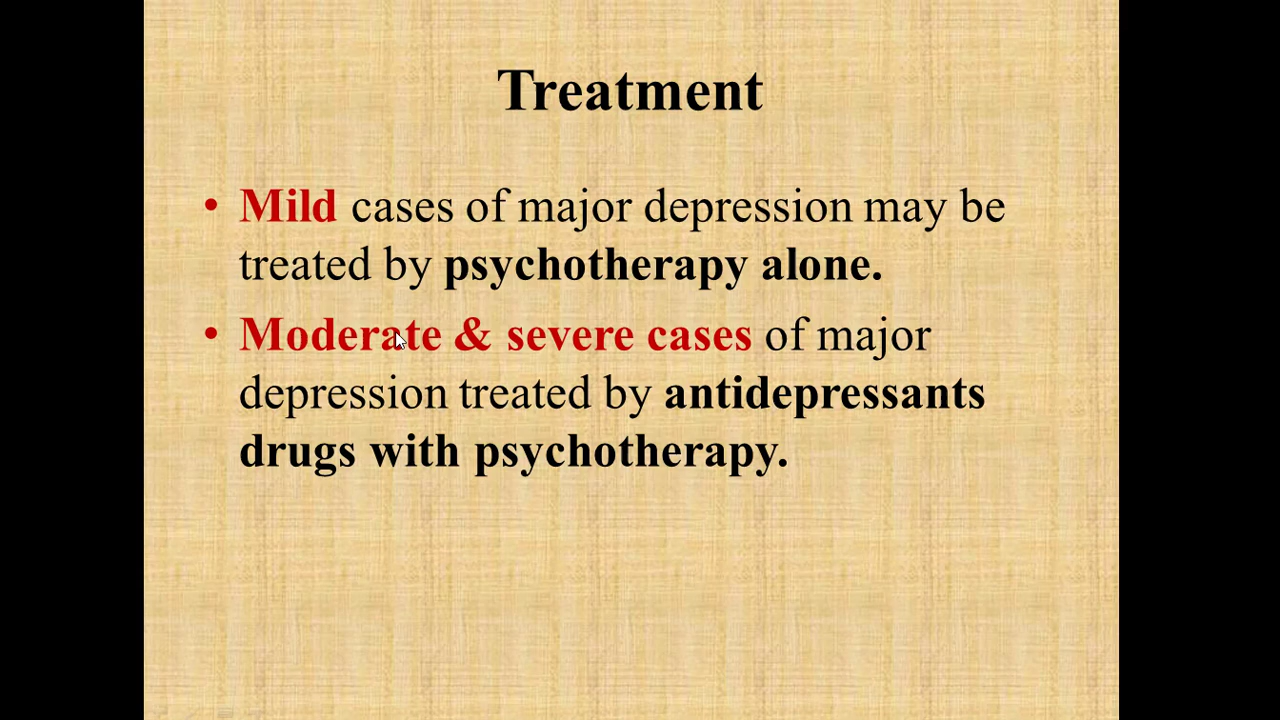 Treatment
• Mild cases of major depression may be
treated by psychotherapy alone.
• Moderate & severe cases of major
depression treated by antidepressants
drugs with psychotherapy.